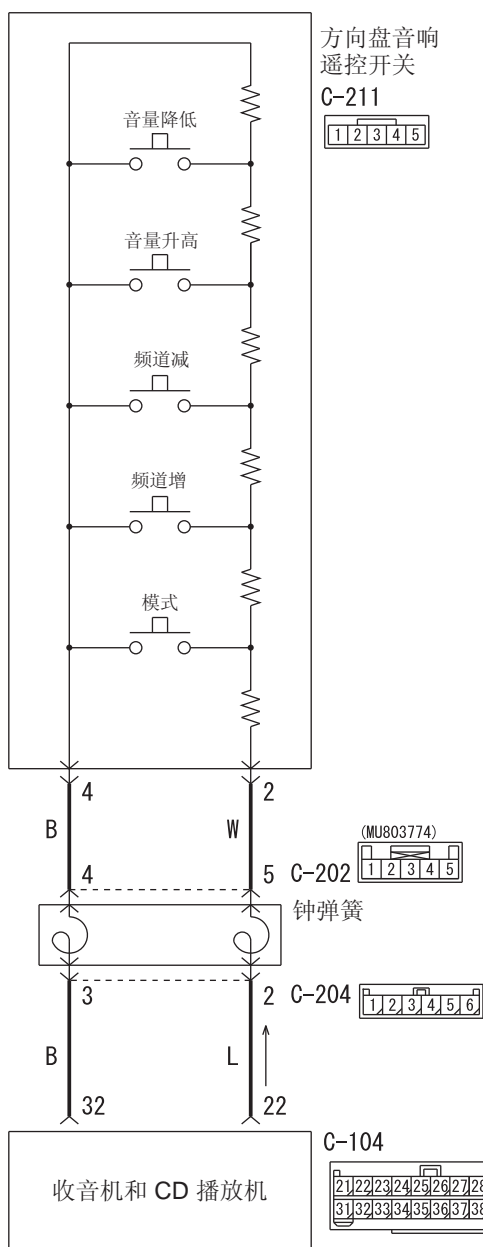 方向盘音响
遥控开关
C-211
1 2 3 4 5
音量降低
音量升高
频道减
频道增
模式
4 2
B W
(MU803774)
4 5 C-202
1 2 3 4 5
钟弹簧
3 2 C-204
1 2 3 4 5 6
B L
32 22
C-104
收音机和 CD 播放机
21 22 23 24 25 26 27 28
31 32 33 34 35 36 37 38